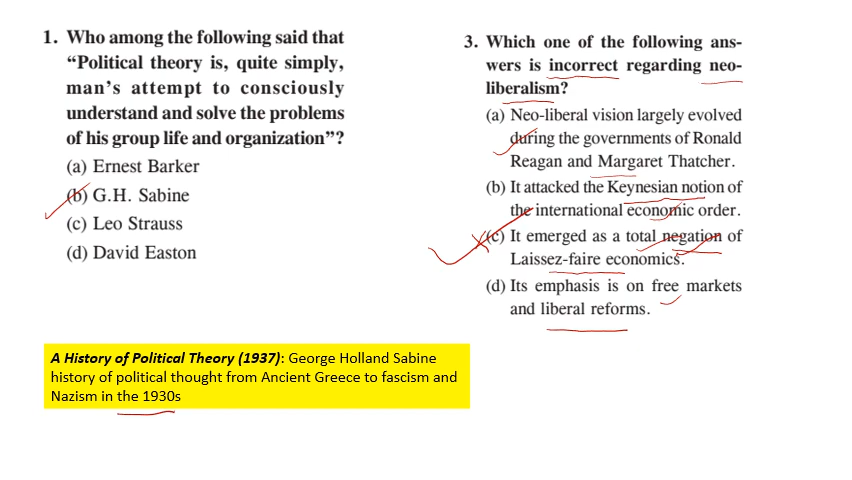 1. Who among the following said that
"Political theory is, quite simply,
man's attempt to consciously
understand and solve the problems
of his group life and organization"?
(a) Ernest Barker
(b) G.H. Sabine
(c) Leo Strauss
(d) David Easton
A History of Political Theory (1937): George Holland Sabine
history of political thought from Ancient Greece to fascism and
Nazism in the 1930s
3. Which one of the following ans-
wers is incorrect regarding neo-
liberalism?
(a) Neo-liberal vision largely evolved
during the governments of Ronald
Reagan and Margaret Thatcher.
(b) It attacked the Keynesian notion of
the international economic order.
(c) It emerged as a total negation of
Laissez-faire economics.
(d) Its emphasis is on free markets
and liberal reforms.